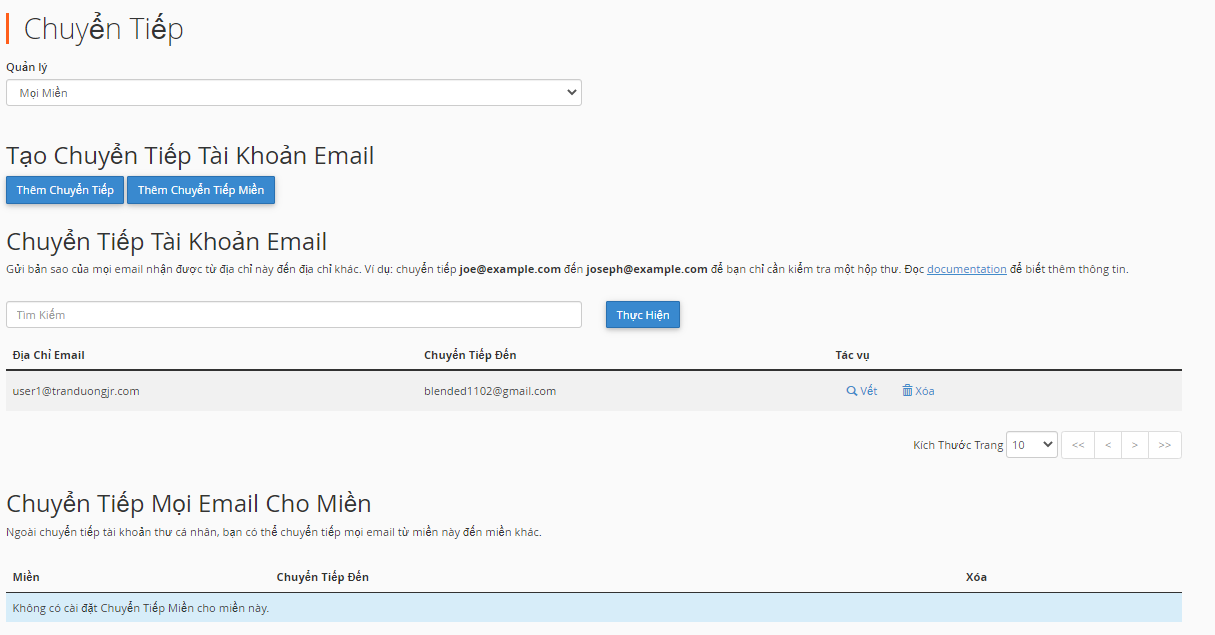 Chuyển Tiếp
Quản lý
Mọi Miền
Tạo Chuyển Tiếp Tài Khoản Email
Thêm Chuyển Tiếp Thêm Chuyển Tiếp Miền
Chuyển Tiếp Tài Khoản Email
Gửi bản sao của mọi email nhận được từ địa chỉ này đến địa chỉ khác. Ví dụ: chuyển tiếp joe@example.com đến joseph@example.com để bạn chỉ cần kiểm tra một hộp thư. Đọc documentation để biết thêm thông tin.
Tìm Kiếm Thực Hiện
Địa Chỉ Email Chuyển Tiếp Đến Tác vụ
user1@tranduongjr.com blended1102@gmail.com Vết Xóa
Kích Thước Trang 10 << < > >>
Chuyển Tiếp Mọi Email Cho Miền
Ngoài chuyển tiếp tài khoản thư cá nhân, bạn có thể chuyển tiếp mọi email từ miền này đến miền khác.
Miền Chuyển Tiếp Đến Xóa
Không có cài đặt Chuyển Tiếp Miền cho miền này.